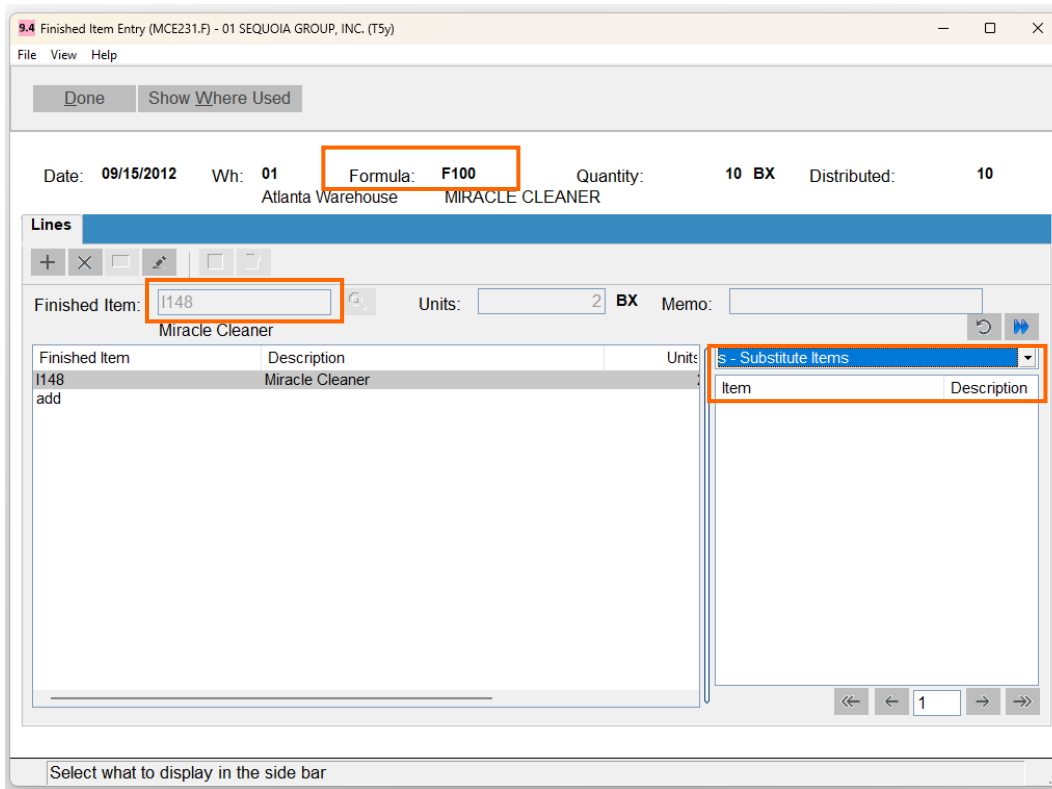 9.4 Finished Item Entry (MCE231.F) - 01 SEQUOIA GROUP, INC. (T5y)
File View Help
Done Show Where Used
Date: 09/15/2012 Wh: 01 Formula: F100 Quantity: 10 BX Distributed: 10
Atlanta Warehouse MIRACLE CLEANER
Lines
Finished Item: I148 Units: 2 BX Memo:
Miracle Cleaner
Finished Item Description Units
s - Substitute Items
I148 Miracle Cleaner
Item Description
add
1
Select what to display in the side bar